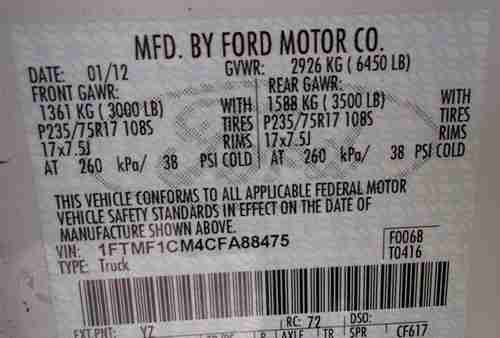 MFD. BY FORD MOTOR CO.
DATE: 01/12 GVWR: 2926 KG ( 6450 LB)
FRONT GAWR: REAR GAWR:
1361 KG ( 3000 LB) WITH 1588 KG ( 3500 LB) WITH
P235/75R17 108S TIRES P235/75R17 108S TIRES
17x7.5J RIMS 17x7.5J RIMS
AT 260 kPa/ 38 PSI COLD AT 260 kPa/ 38 PSI COLD
THIS VEHICLE CONFORMS TO ALL APPLICABLE FEDERAL MOTOR
VEHICLE SAFETY STANDARDS IN EFFECT ON THE DATE OF
MANUFACTURE SHOWN ABOVE.
VIN: 1FTMF1CM4CFA88475 F0068
TYPE: Truck T0416
EXT PNT: YZ RC: 72 DSO:
AXLE TR SPR CF617